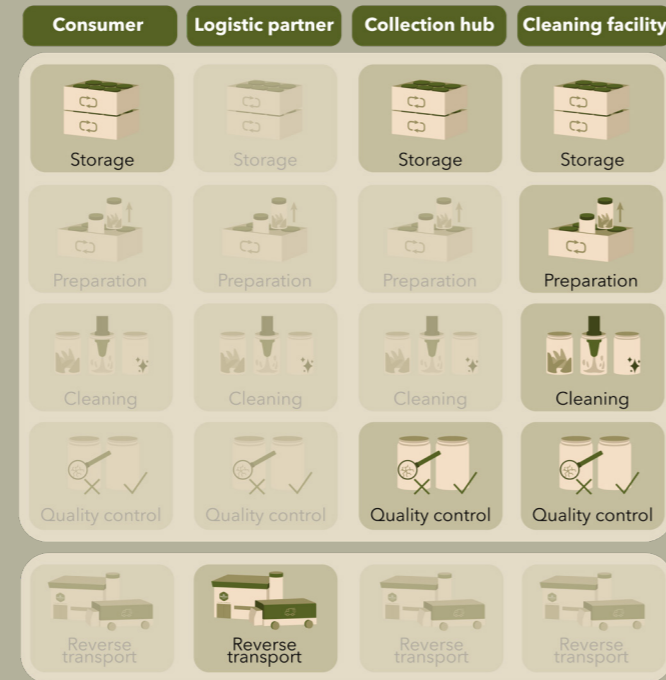 Consumer
Logistic partner
Collection hub
Cleaning facility
Storage
Storage
Storage
Storage
Preparation
Preparation
Preparation
Preparation
Cleaning
Cleaning
Cleaning
Cleaning
Quality control
Quality control
Quality control
Quality control
Reverse
transport
Reverse
transport
Reverse
transport
Reverse
transport